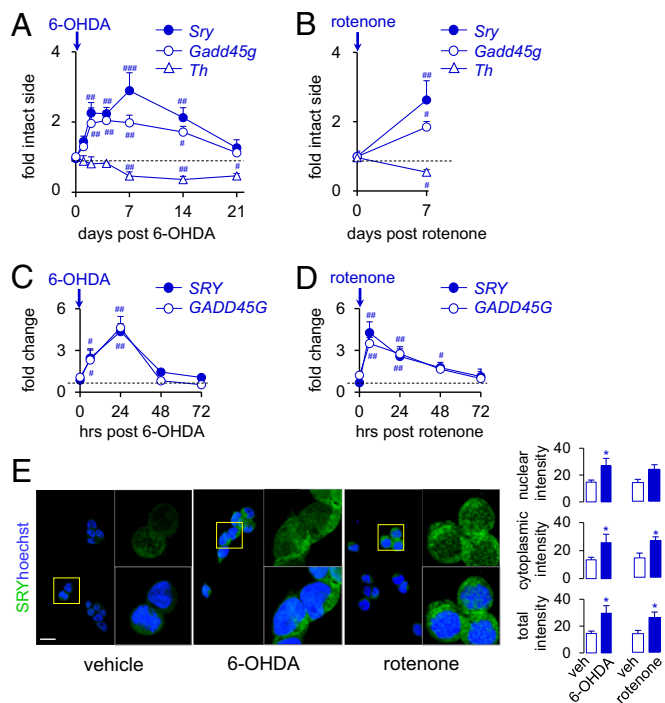 A
6-OHDA
Sry
Gadd45g
Th
fold intact side
4
2
0
##
##
##
##
###
##
##
##
#
##
#
0
7
14
21
days post 6-OHDA
B
rotenone
Sry
Gadd45g
Th
fold intact side
4
2
0
##
#
#
0
7
days post rotenone
C
6-OHDA
SRY
GADD45G
fold change
6
3
0
#
#
##
##
0
24
48
72
hrs post 6-OHDA
D
rotenone
SRY
GADD45G
fold change
6
3
0
##
##
##
##
#
0
24
48
72
hrs post rotenone
E
SRYhoechst
vehicle
6-OHDA
rotenone
nuclear
intensity
40
20
0
*
cytoplasmic
intensity
40
20
0
*
*
total
intensity
40
20
0
*
*
veh
6-OHDA
veh
rotenone